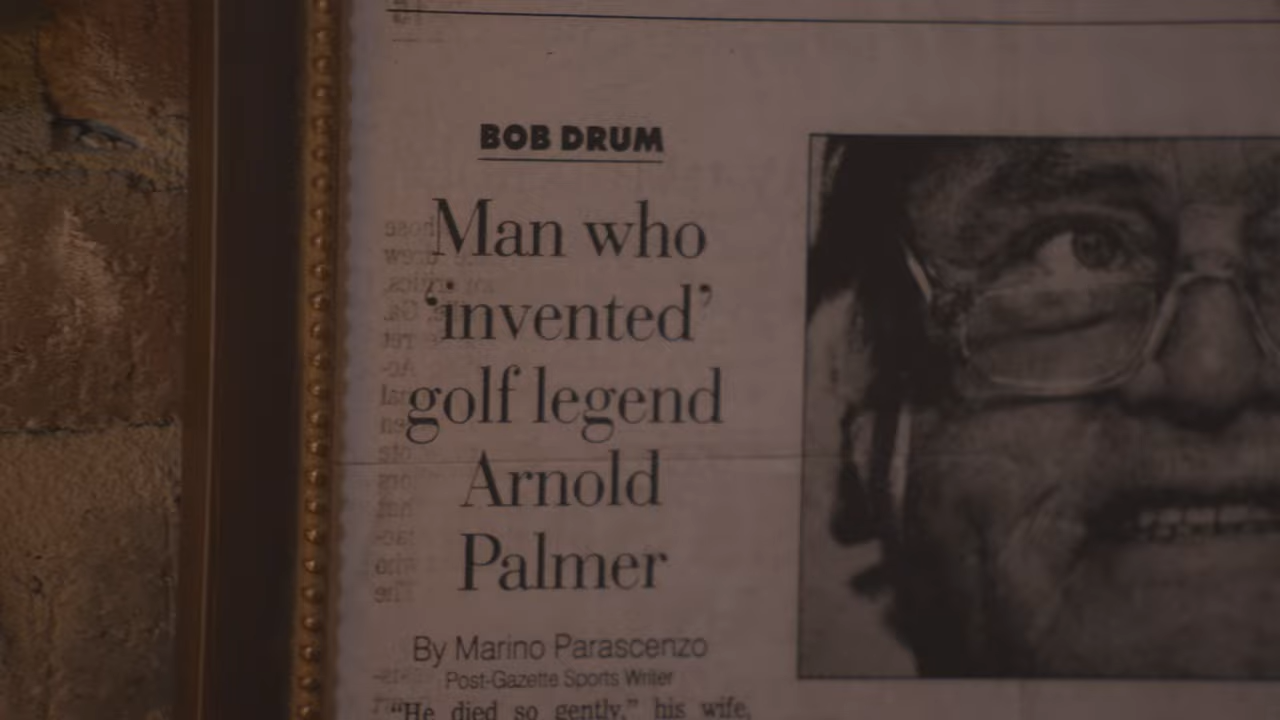 BOB DRUM
Man who
‘invented’
golf legend
Arnold
Palmer
By Marino Parascenzo
Post-Gazette Sports Writer
“He died so gently,” his wife,